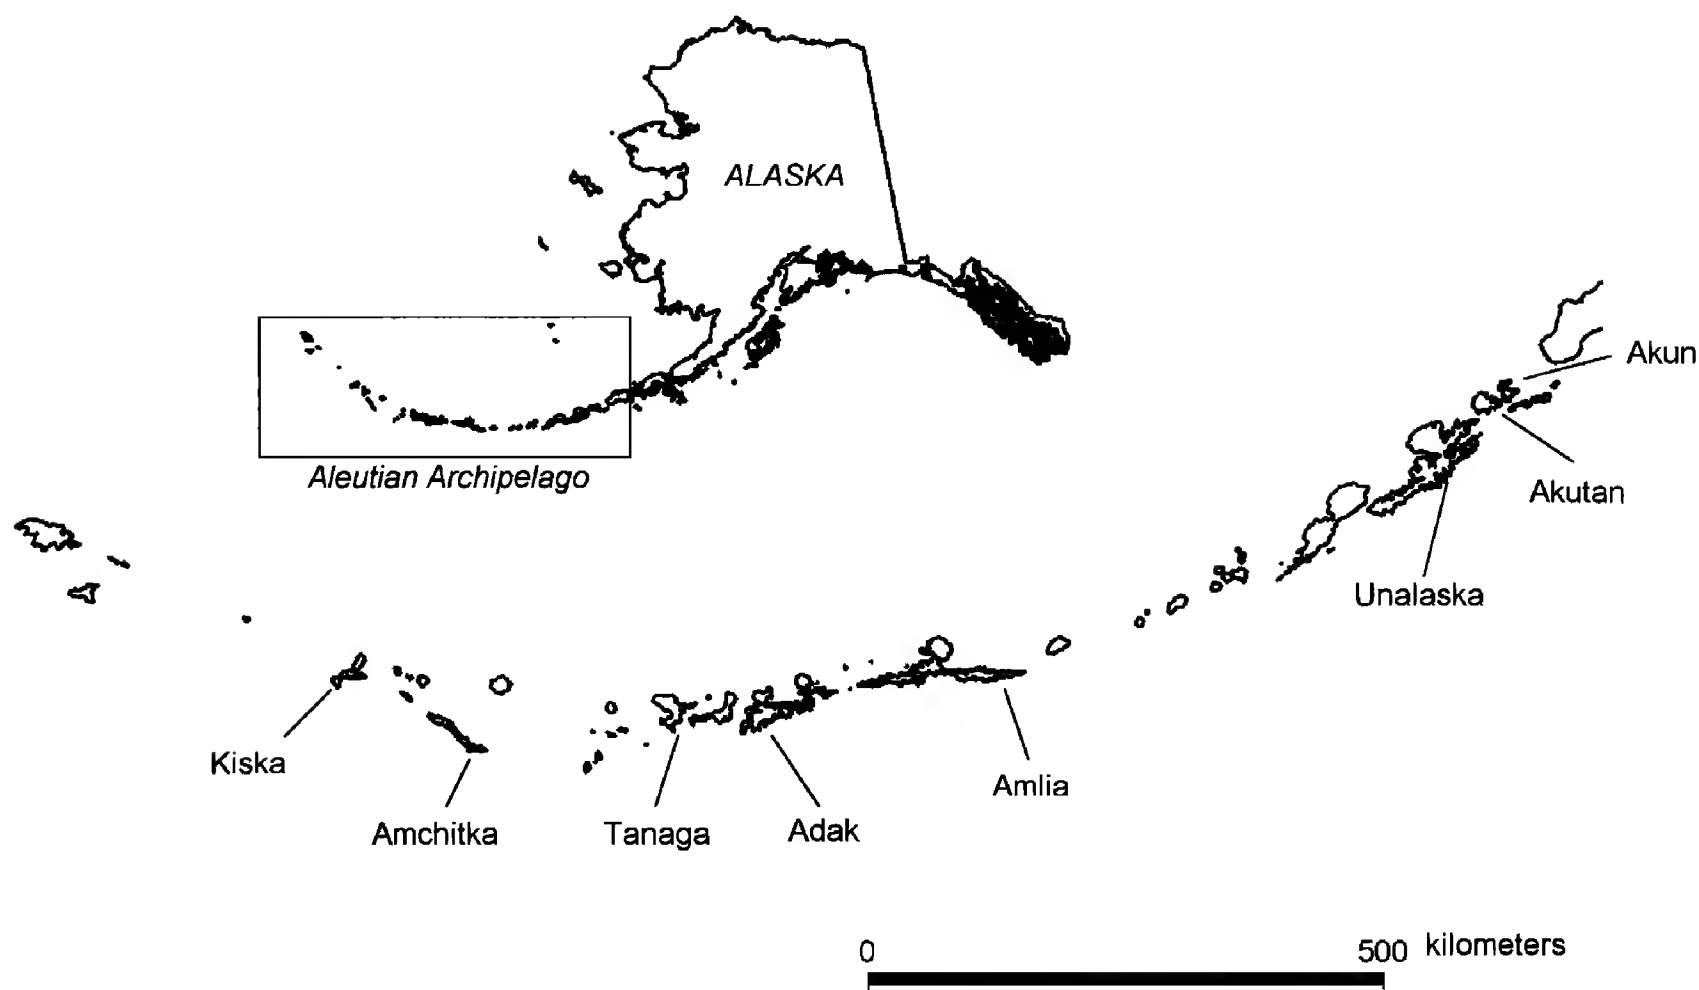 ALASKA
Akun
Aleutian Archipelago
Akutan
Unalaska
Kiska
Amlia
Amchitka
Tanaga
Adak
0
500 kilometers